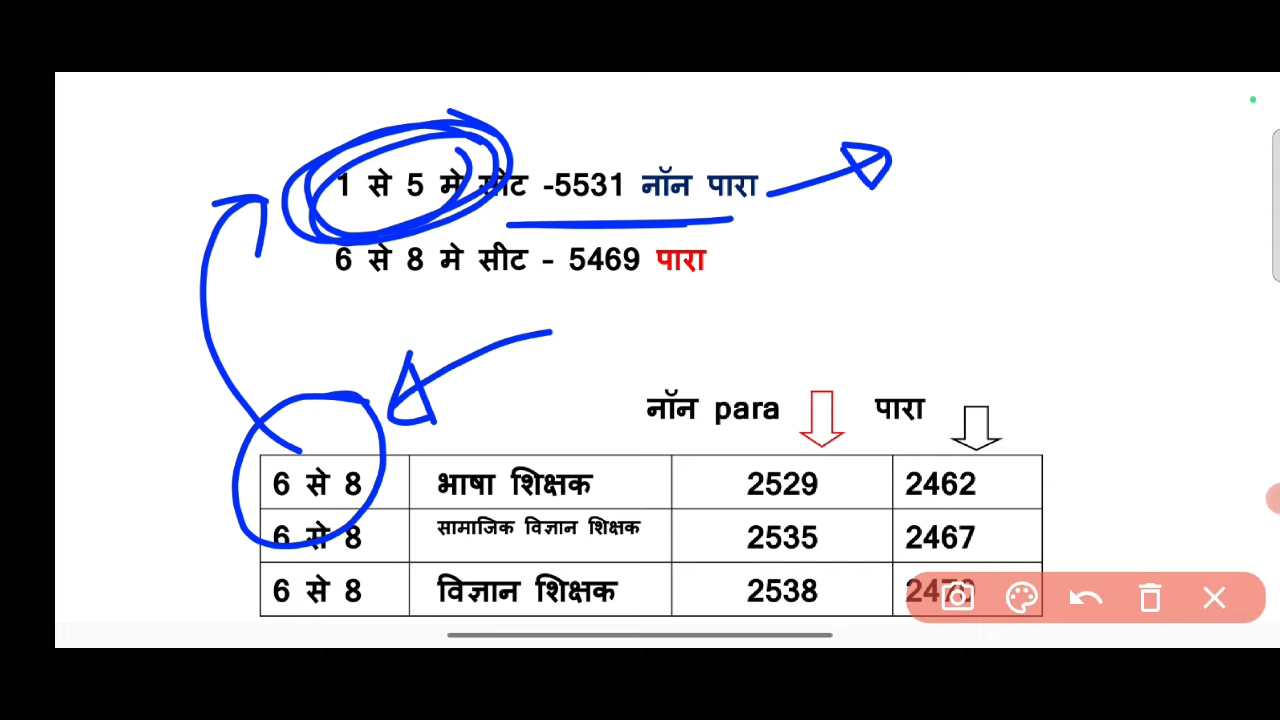 1 से 5 मे सीट -5531 नॉन पारा
6 से 8 मे सीट - 5469 पारा
नॉन para पारा
6 से 8 भाषा शिक्षक 2529 2462
6 से 8 सामाजिक विज्ञान शिक्षक 2535 2467
6 से 8 विज्ञान शिक्षक 2538